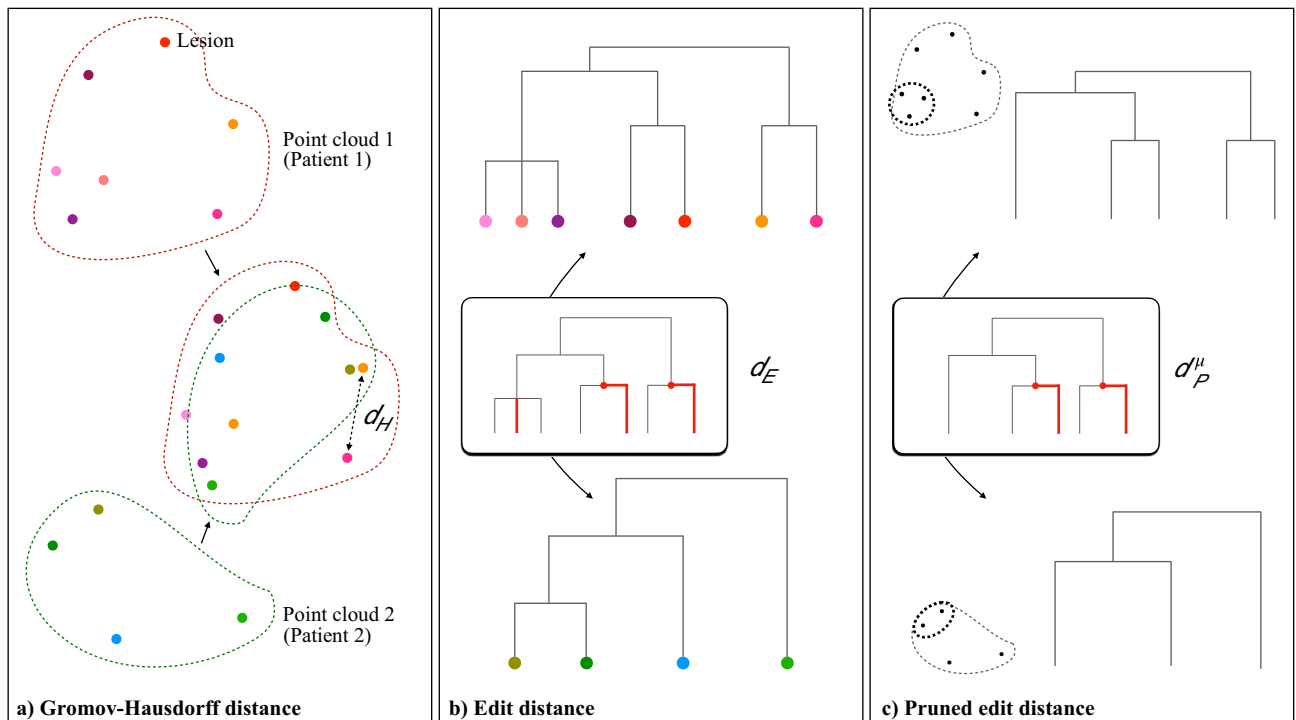 Lesion
Point cloud 1
(Patient 1)
d_H
Point cloud 2
(Patient 2)
a) Gromov-Hausdorff distance
d_E
b) Edit distance
d_P^μ
c) Pruned edit distance